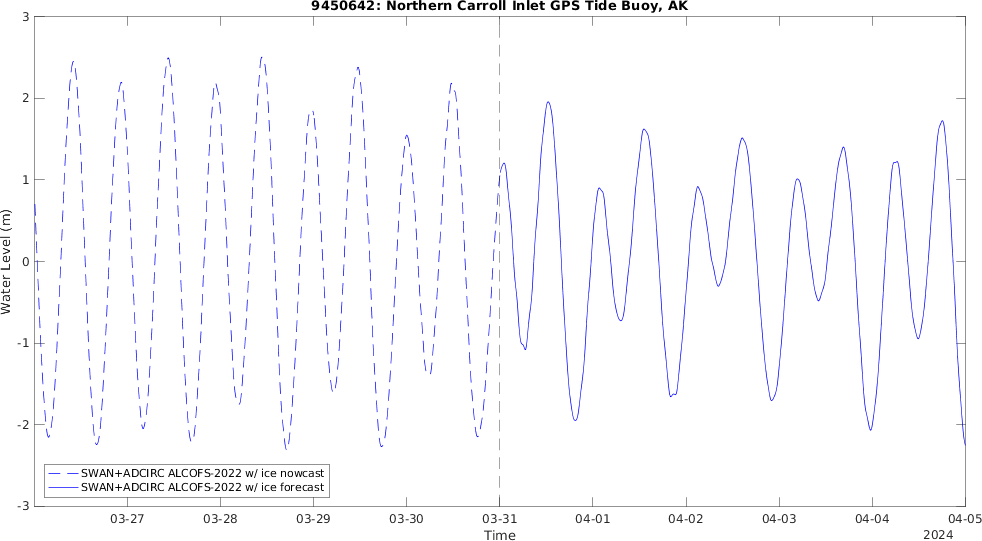 9450642: Northern Carroll Inlet GPS Tide Buoy, AK
3
2
1
0
-1
-2
-3
Water Level (m)
SWAN+ADCIRC ALCOFS-2022 w/ ice nowcast
SWAN+ADCIRC ALCOFS-2022 w/ ice forecast
03-27 03-28 03-29 03-30 03-31 04-01 04-02 04-03 04-04 04-05
Time
2024